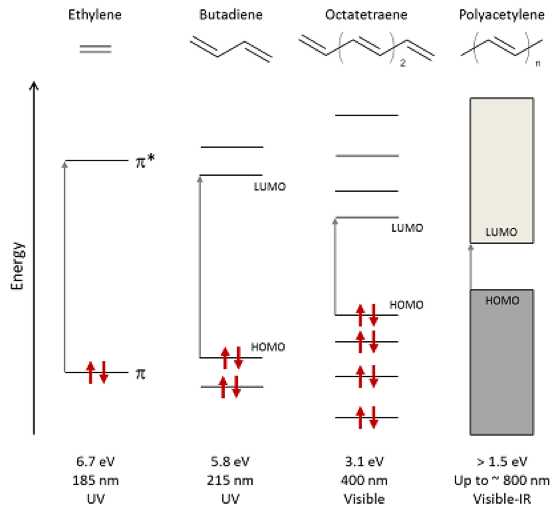 Ethylene
Butadiene
Octatetraene
Polyacetylene
2
n
Energy
π*
π
LUMO
HOMO
LUMO
HOMO
LUMO
HOMO
6.7 eV
185 nm
UV
5.8 eV
215 nm
UV
3.1 eV
400 nm
Visible
> 1.5 eV
Up to ~ 800 nm
Visible-IR